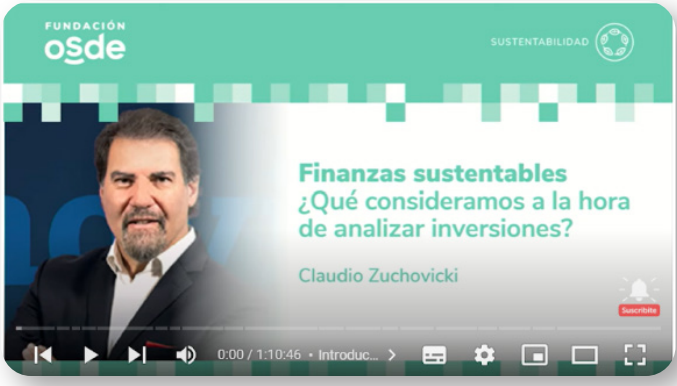 FUNDACIÓN
osde
SUSTENTABILIDAD
Finanzas sustentables
¿Qué consideramos a la hora
de analizar inversiones?
Claudio Zuchovicki
Suscribite
0:00 / 1:10:46 • Introduc...